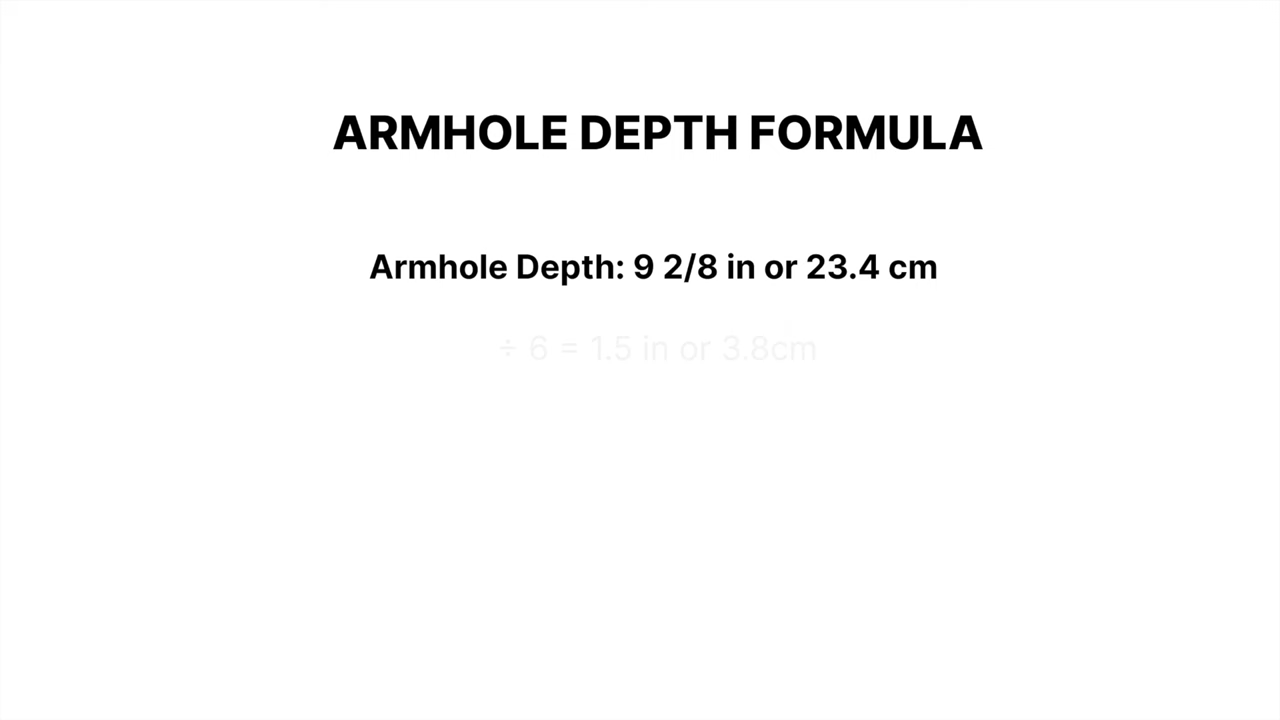 ARMHOLE DEPTH FORMULA
Armhole Depth: 9 2/8 in or 23.4 cm
÷ 6 = 1.5 in or 3.8cm